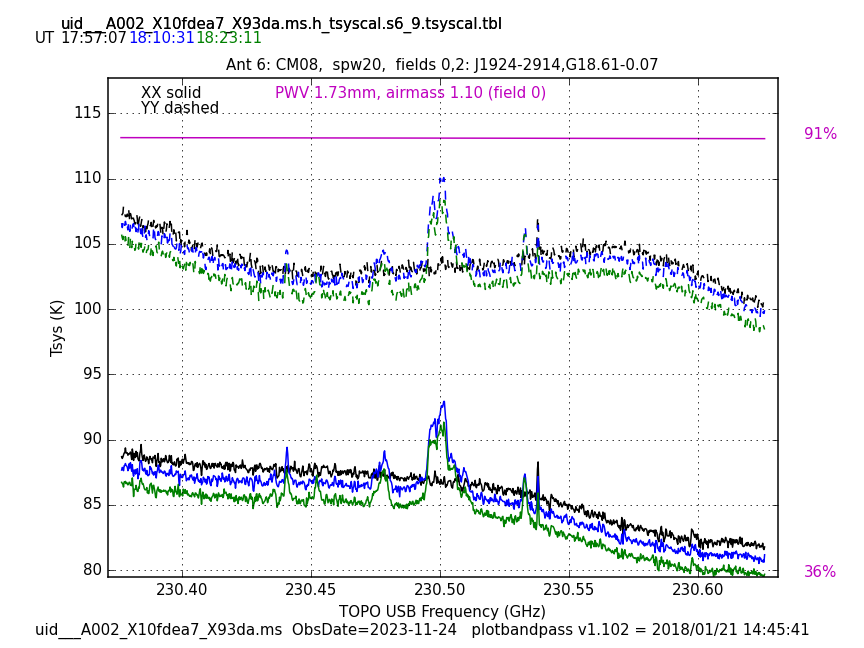 uid___A002_X10fdea7_X93da.ms.h_tsyscal.s6_9.tsyscal.tbl
UT 17:57:07 18:10:31 18:23:11
Ant 6: CM08, spw20, fields 0,2: J1924-2914,G18.61-0.07
XX solid
PWV 1.73mm, airmass 1.10 (field 0)
YY dashed
115
91%
110
105
100
95
90
85
80
36%
Tsys (K)
230.40 230.45 230.50 230.55 230.60
TOPO USB Frequency (GHz)
uid___A002_X10fdea7_X93da.ms ObsDate=2023-11-24 plotbandpass v1.102 = 2018/01/21 14:45:41